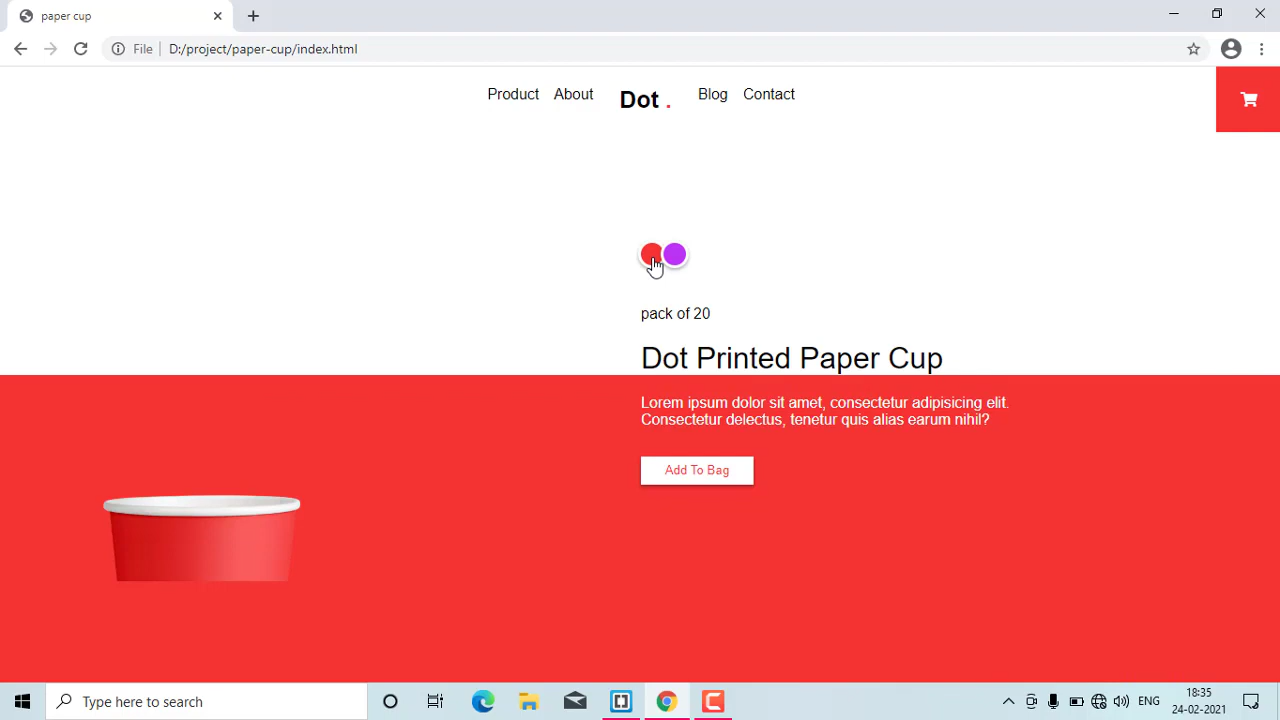 paper cup
File
D:/project/paper-cup/index.html
Product About Dot . Blog Contact
pack of 20
Dot Printed Paper Cup
Lorem ipsum dolor sit amet, consectetur adipisicing elit.
Consectetur delectus, tenetur quis alias earum nihil?
Add To Bag
Type here to search
ENG
18:35
24-02-2021